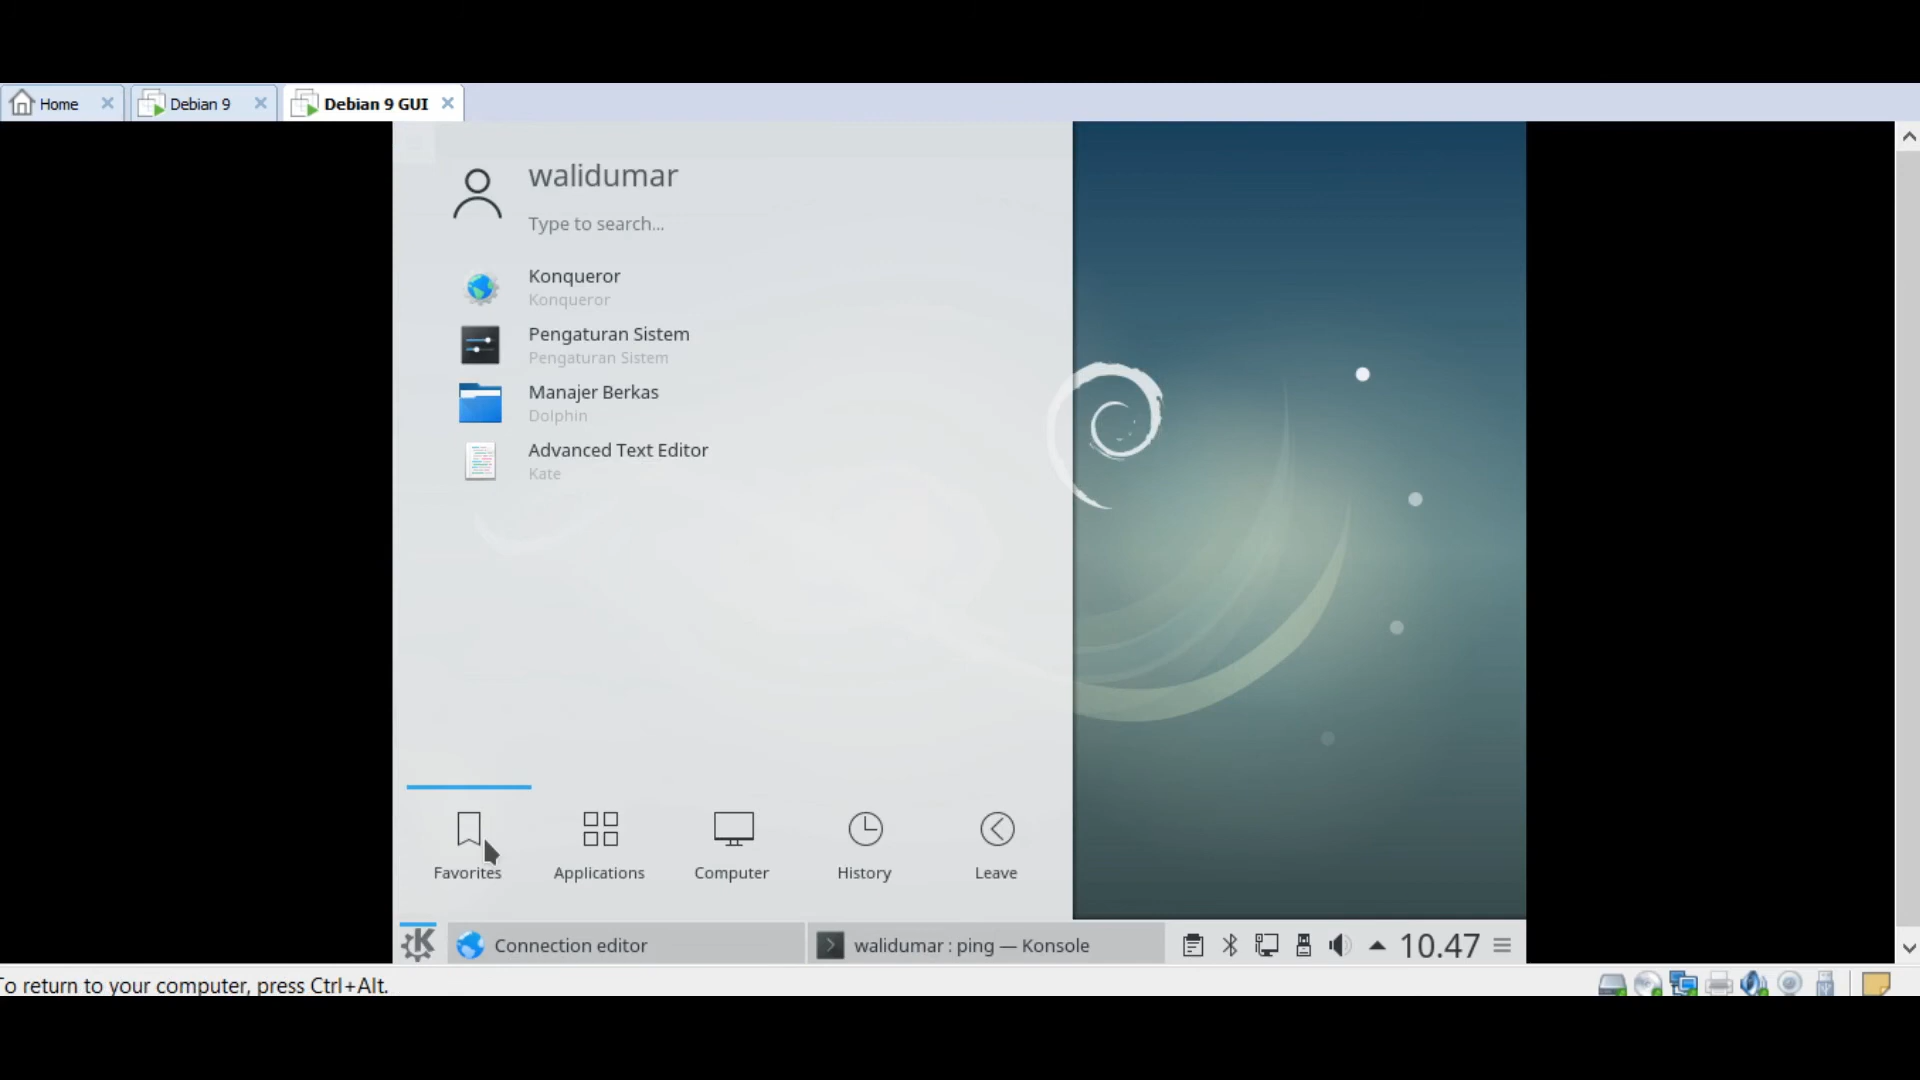 Home
Debian 9
Debian 9 GUI
walidumar
Type to search...
Konqueror
Konqueror
Pengaturan Sistem
Pengaturan Sistem
Manajer Berkas
Dolphin
Advanced Text Editor
Kate
Favorites
Applications
Computer
History
Leave
Connection editor
walidumar : ping — Konsole
10.47
To return to your computer, press Ctrl+Alt.